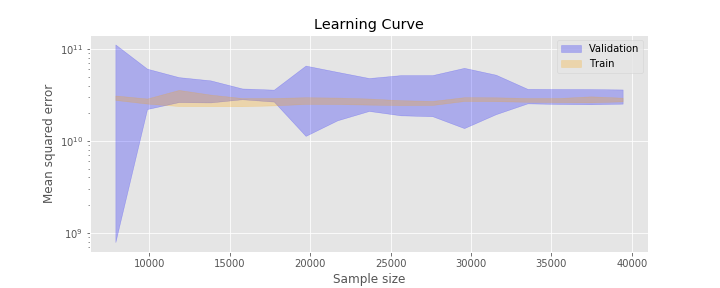 Learning Curve
Validation
Train
Mean squared error
10¹¹
10¹⁰
10⁹
10000 15000 20000 25000 30000 35000 40000
Sample size